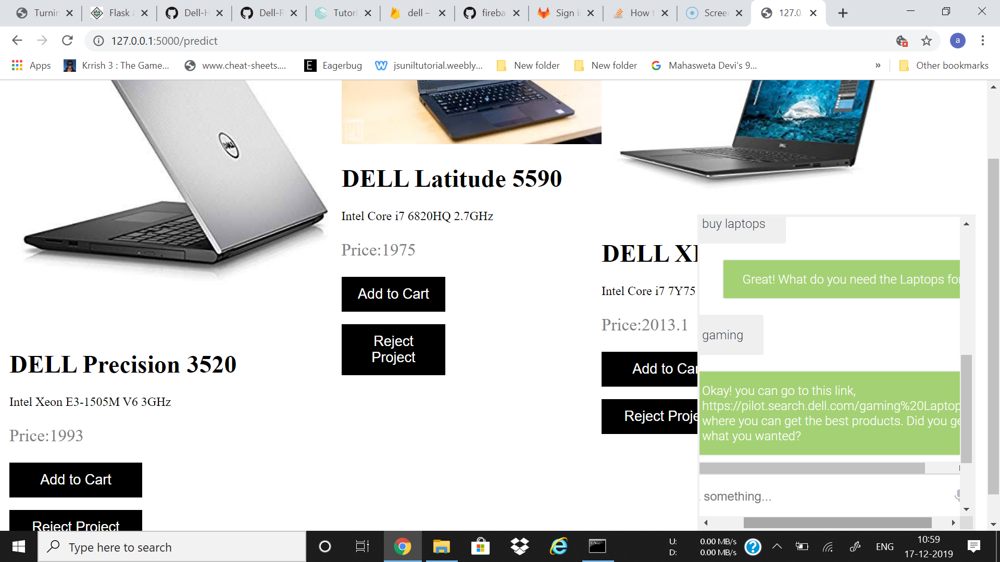 Turnin
Flask a
Dell-H
Dell-R
Tutori
dell –
fireba
Sign i
How t
Scree
127.0.
127.0.0.1:5000/predict
a
Apps
Krrish 3 : The Game...
www.cheat-sheets....
E
Eagerbug
jsuniltutorial.weebly...
New folder
New folder
Mahasweta Devi's 9...
»
Other bookmarks
DELL
DELL
DELL Precision 3520
Intel Xeon E3-1505M V6 3GHz
Price:1993
Add to Cart
Reject Project
DELL Latitude 5590
Intel Core i7 6820HQ 2.7GHz
Price:1975
Add to Cart
Reject
Project
DELL XP
Intel Core i7 7Y75
Price:2013.1
Add to Car
Reject Proje
buy laptops
Great! What do you need the Laptops for
gaming
Okay! you can go to this link,
https://pilot.search.dell.com/gaming%20Laptop
where you can get the best products. Did you ge
what you wanted?
something...
Type here to search
U: 0.00 MB/s
D: 0.00 MB/s
ENG
10:59
17-12-2019